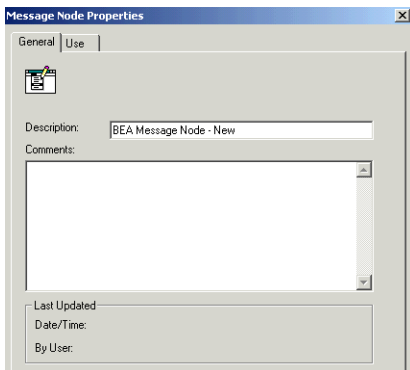 Message Node Properties
General Use
Description: BEA Message Node - New
Comments:
Last Updated
Date/Time:
By User: